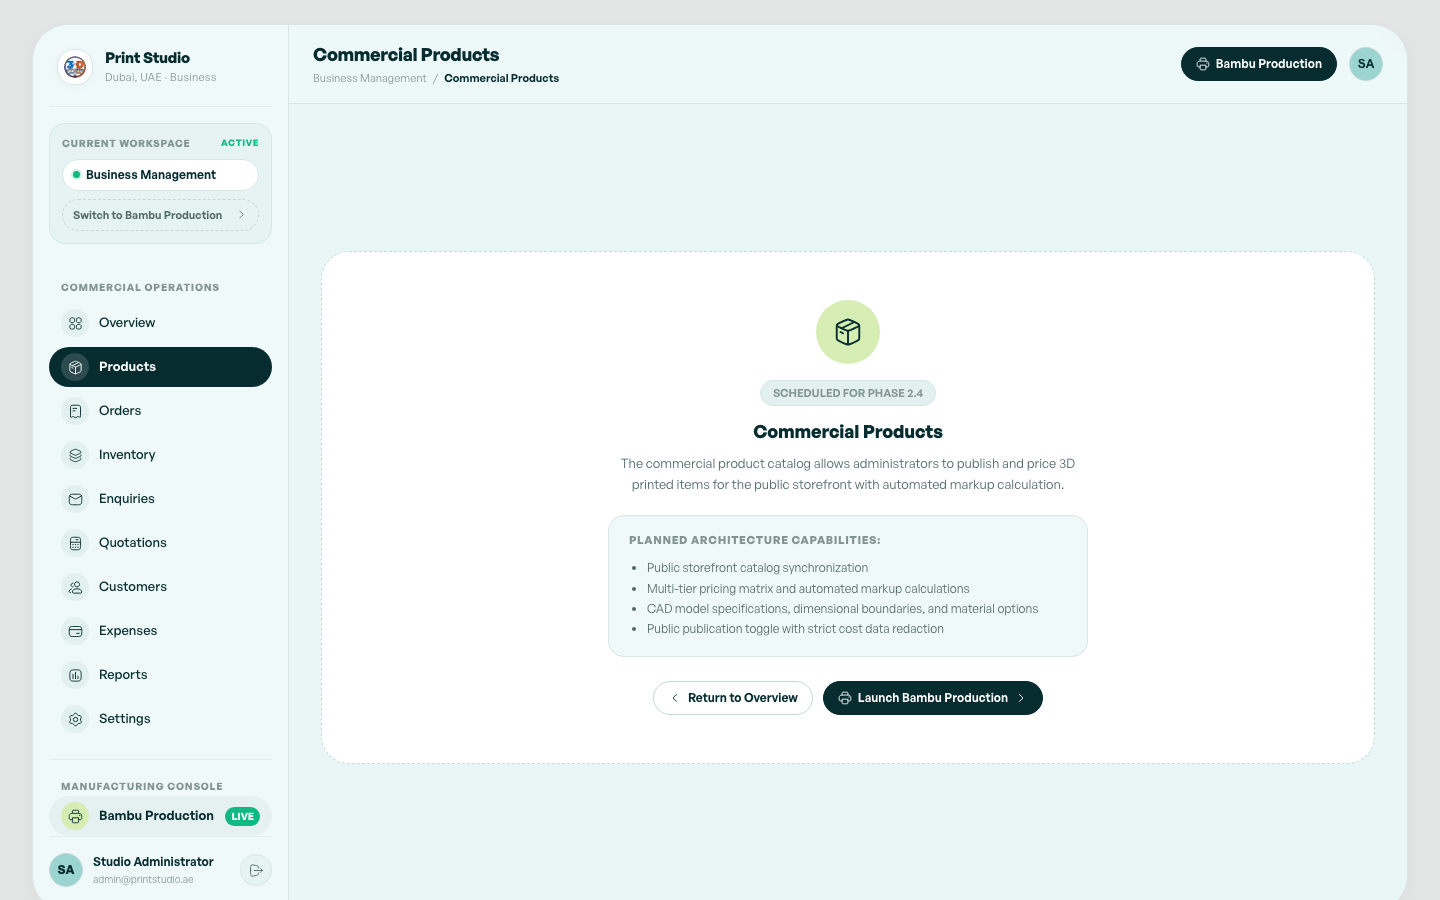 Print Studio
Dubai, UAE · Business
CURRENT WORKSPACE ACTIVE
Business Management
Switch to Bambu Production
COMMERCIAL OPERATIONS
Overview
Products
Orders
Inventory
Enquiries
Quotations
Customers
Expenses
Reports
Settings
MANUFACTURING CONSOLE
Bambu Production LIVE
SA
Studio Administrator
admin@printstudio.ae
Commercial Products
Business Management / Commercial Products
Bambu Production
SA
SCHEDULED FOR PHASE 2.4
Commercial Products
The commercial product catalog allows administrators to publish and price 3D
printed items for the public storefront with automated markup calculation.
PLANNED ARCHITECTURE CAPABILITIES:
• Public storefront catalog synchronization
• Multi-tier pricing matrix and automated markup calculations
• CAD model specifications, dimensional boundaries, and material options
• Public publication toggle with strict cost data redaction
Return to Overview
Launch Bambu Production